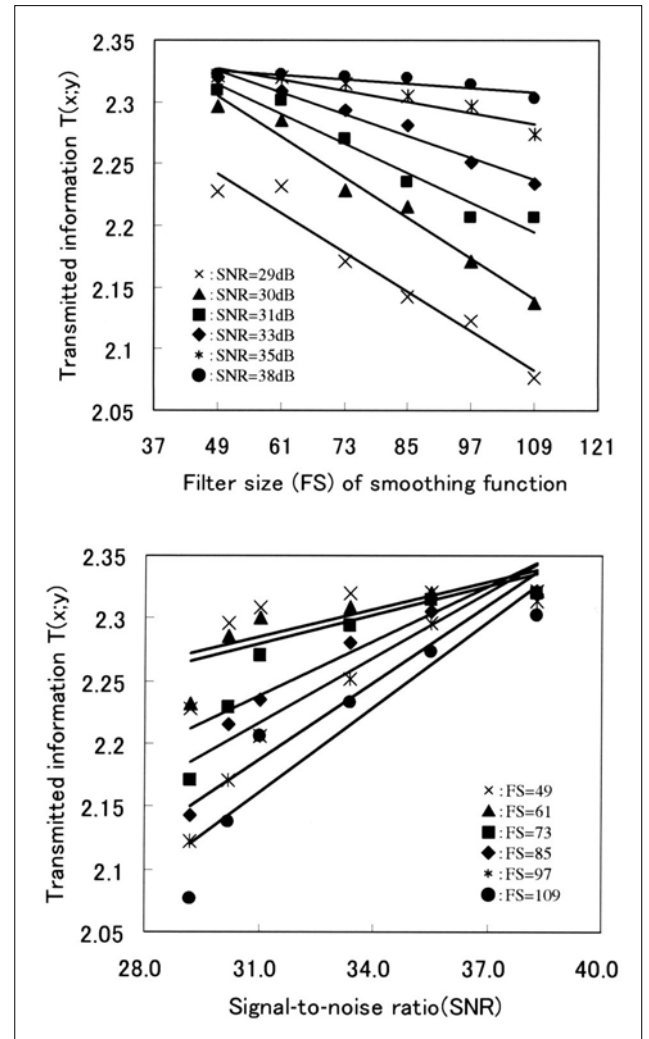 2.35
2.3
2.25
2.2
2.15
2.1
2.05
Transmitted information T(x;y)
×: SNR=29dB
▲: SNR=30dB
■: SNR=31dB
◆: SNR=33dB
*: SNR=35dB
●: SNR=38dB
37 49 61 73 85 97 109 121
Filter size (FS) of smoothing function
2.35
2.3
2.25
2.2
2.15
2.1
2.05
Transmitted information T(x;y)
×: FS=49
▲: FS=61
■: FS=73
◆: FS=85
*: FS=97
●: FS=109
28.0 31.0 34.0 37.0 40.0
Signal-to-noise ratio(SNR)